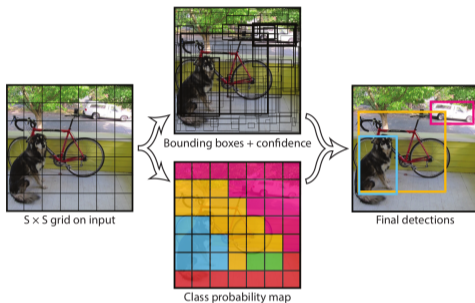 Bounding boxes + confidence
S × S grid on input
Final detections
Class probability map